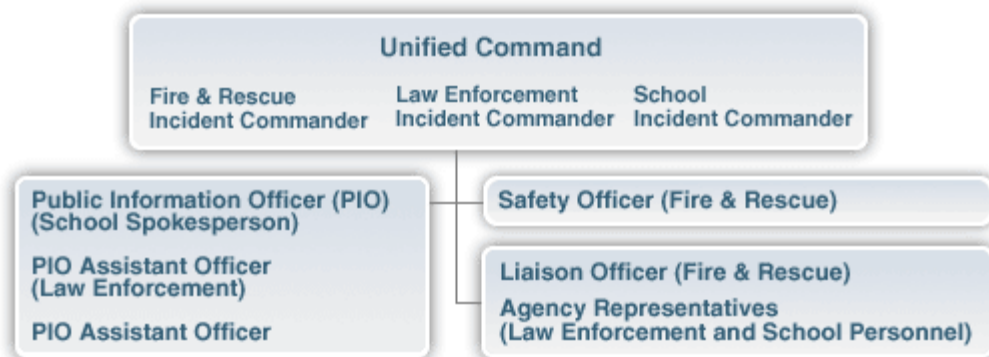 Unified Command
Fire & Rescue
Incident Commander
Law Enforcement
Incident Commander
School
Incident Commander
Public Information Officer (PIO)
(School Spokesperson)
PIO Assistant Officer
(Law Enforcement)
PIO Assistant Officer
Safety Officer (Fire & Rescue)
Liaison Officer (Fire & Rescue)
Agency Representatives
(Law Enforcement and School Personnel)